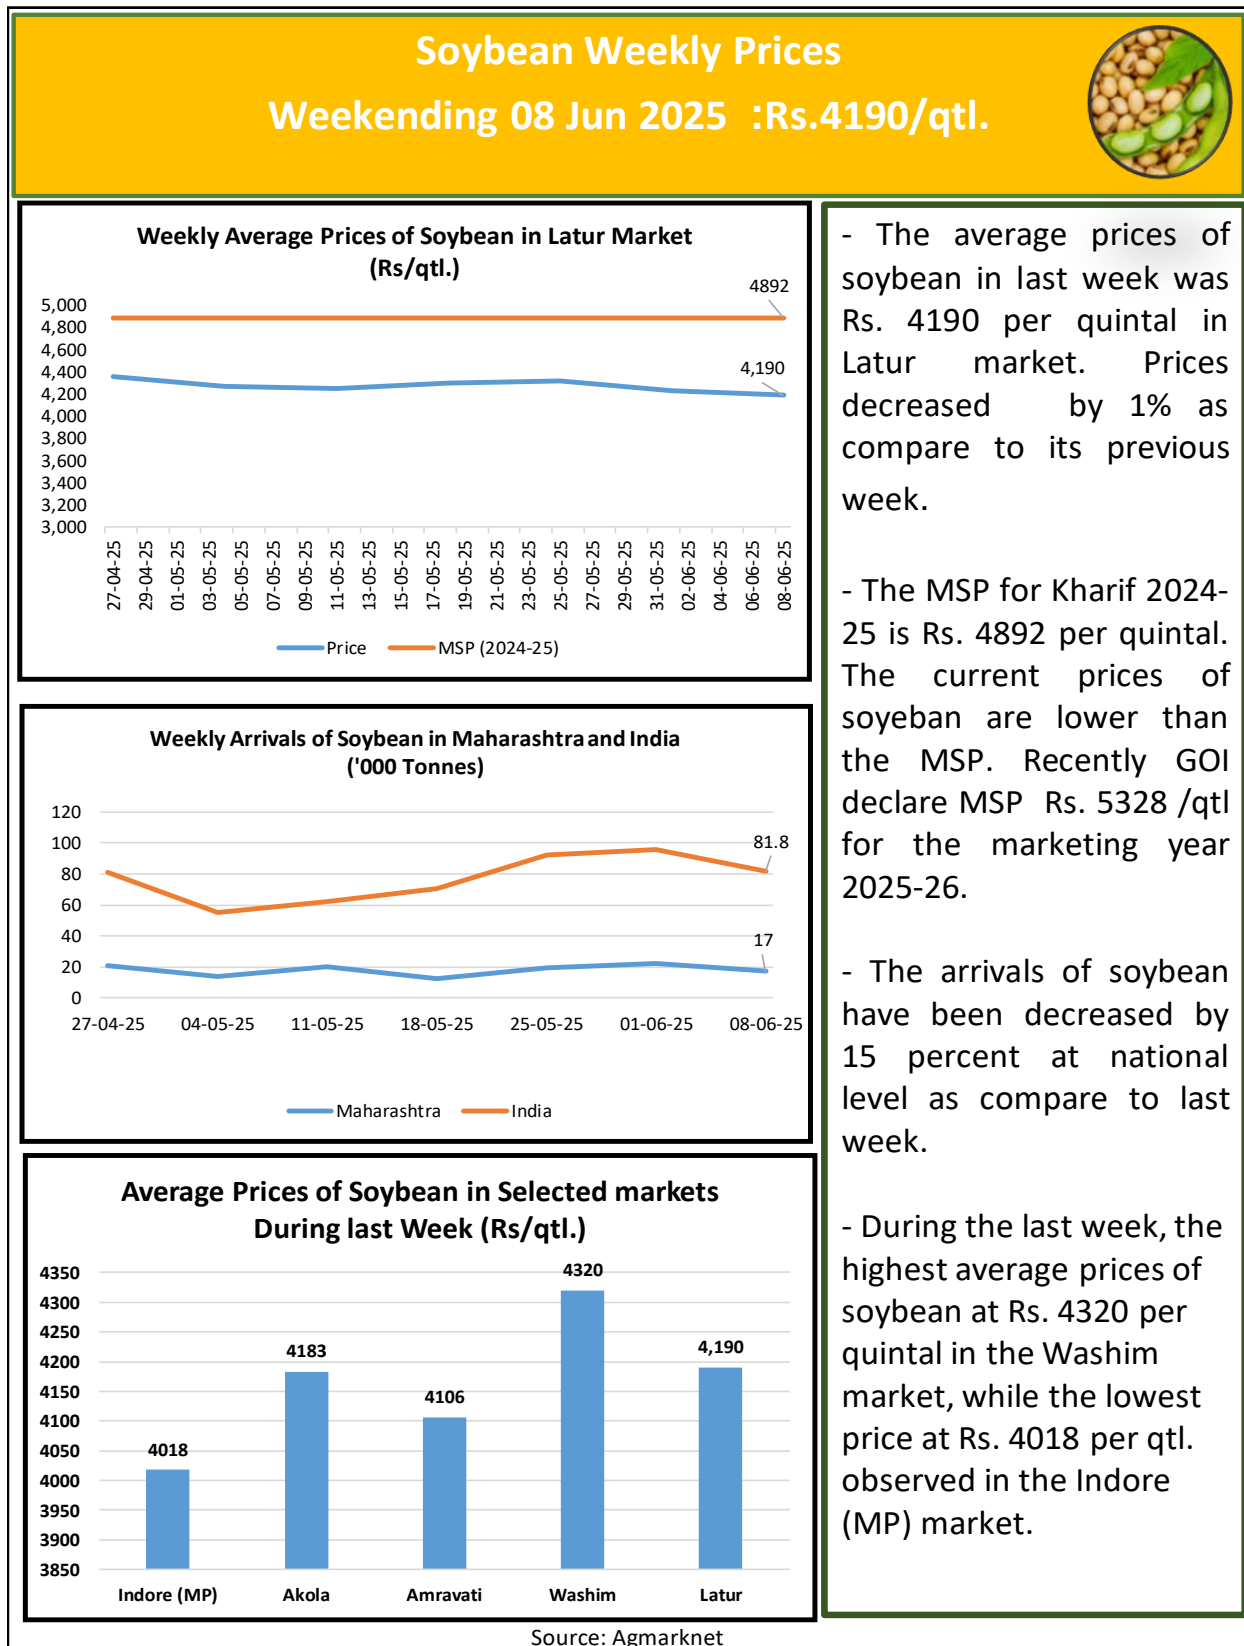 Soybean Weekly Prices
Weekending 08 Jun 2025 :Rs.4190/qtl.
Weekly Average Prices of Soybean in Latur Market
(Rs/qtl.)
5,000
4,800
4,600
4,400
4,200
4,000
3,800
3,600
3,400
3,200
3,000
4892
4,190
27-04-25
29-04-25
01-05-25
03-05-25
05-05-25
07-05-25
09-05-25
11-05-25
13-05-25
15-05-25
17-05-25
19-05-25
21-05-25
23-05-25
25-05-25
27-05-25
29-05-25
31-05-25
02-06-25
04-06-25
06-06-25
08-06-25
Price MSP (2024-25)
Weekly Arrivals of Soybean in Maharashtra and India
('000 Tonnes)
120
100
80
60
40
20
0
81.8
17
27-04-25 04-05-25 11-05-25 18-05-25 25-05-25 01-06-25 08-06-25
Maharashtra India
Average Prices of Soybean in Selected markets
During last Week (Rs/qtl.)
4350
4300
4250
4200
4150
4100
4050
4000
3950
3900
3850
4018
4183
4106
4320
4,190
Indore (MP) Akola Amravati Washim Latur
- The average prices of
soybean in last week was
Rs. 4190 per quintal in
Latur market. Prices
decreased by 1% as
compare to its previous
week.
- The MSP for Kharif 2024-
25 is Rs. 4892 per quintal.
The current prices of
soyeban are lower than
the MSP. Recently GOI
declare MSP Rs. 5328 /qtl
for the marketing year
2025-26.
- The arrivals of soybean
have been decreased by
15 percent at national
level as compare to last
week.
- During the last week, the
highest average prices of
soybean at Rs. 4320 per
quintal in the Washim
market, while the lowest
price at Rs. 4018 per qtl.
observed in the Indore
(MP) market.
Source: Agmarknet